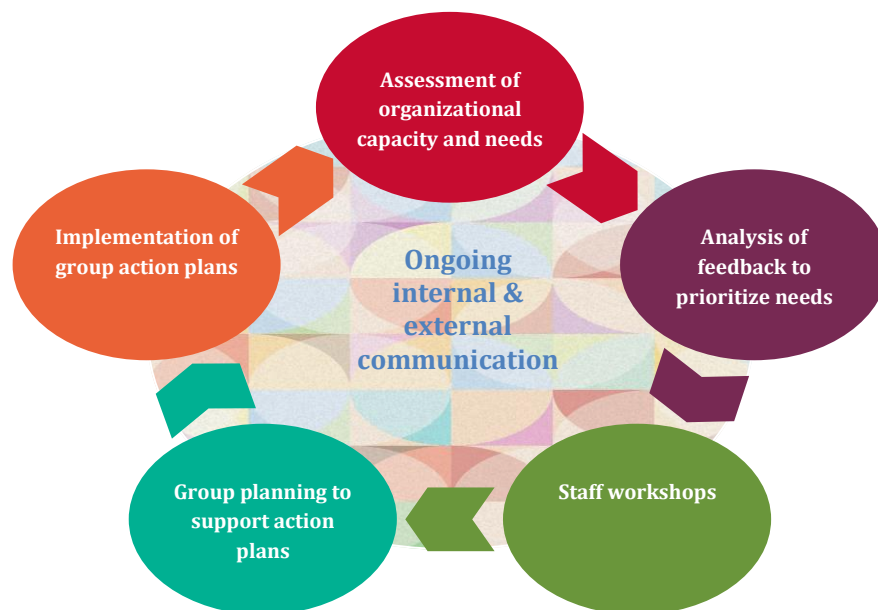 Assessment of
organizational
capacity and needs
Implementation of
group action plans
Analysis of
feedback to
prioritize needs
Ongoing
internal &
external
communication
Group planning to
support action
plans
Staff workshops